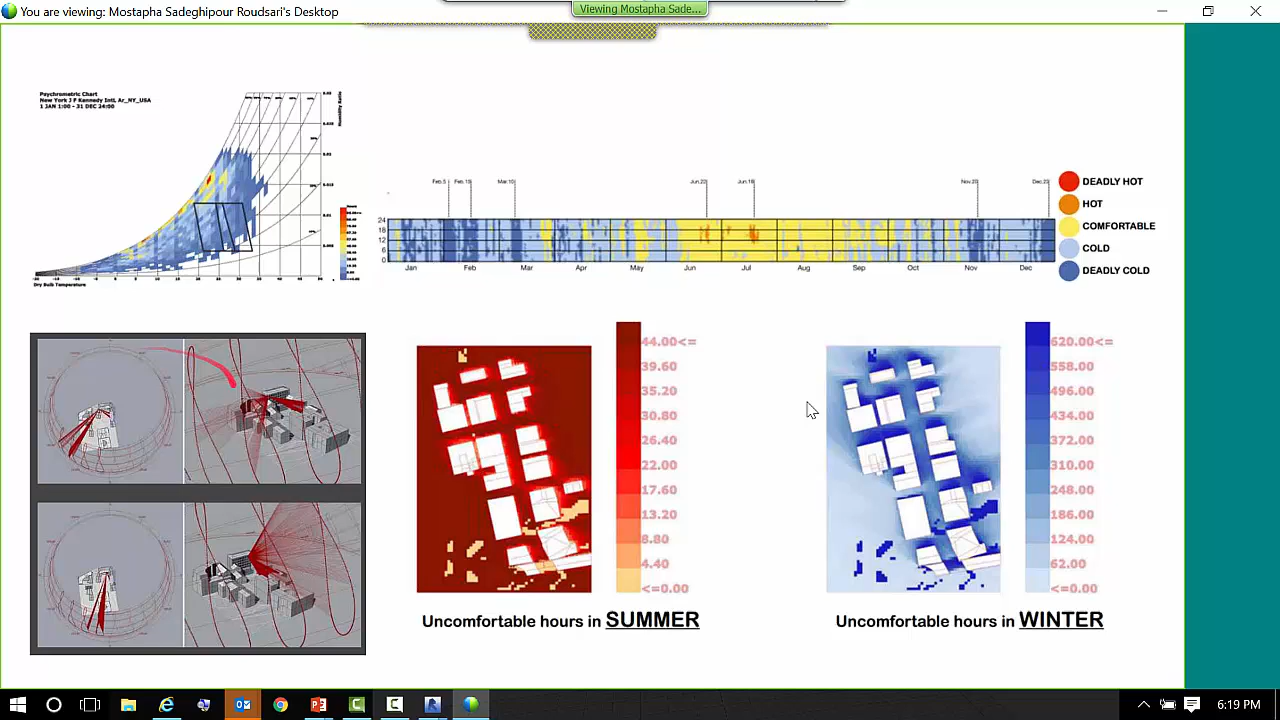 You are viewing: Mostapha Sadeghipour Roudsari's Desktop
Viewing Mostapha Sade...
Psychrometric Chart
New York J F Kennedy IntL Ar_NY_USA
1 JAN 1:00 - 31 DEC 24:00
Humidity Ratio
Dry Bulb Temperature
Hours
Feb.5
Mar.10
Jun.22
Jun.18
Nov.20
24
18
12
6
0
Jan
Feb
Mar
Apr
May
Jun
Jul
Aug
Sep
Oct
Nov
Dec
DEADLY HOT
HOT
COMFORTABLE
COLD
DEADLY COLD
44.00<=
39.60
35.20
30.80
26.40
22.00
17.60
13.20
8.80
4.40
<=0.00
Uncomfortable hours in SUMMER
620.00<=
558.00
496.00
434.00
372.00
310.00
248.00
186.00
124.00
62.00
<=0.00
Uncomfortable hours in WINTER
6:19 PM